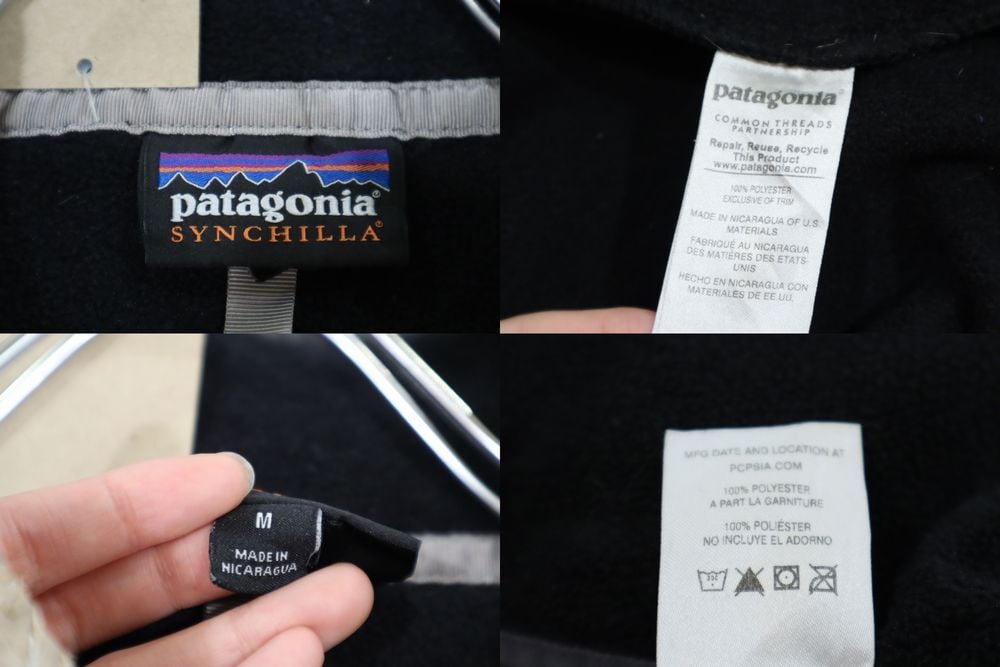 patagonia®
SYNCHILLA®
patagonia®
COMMON THREADS
PARTNERSHIP
Repair, Reuse, Recycle
This Product
www.patagonia.com
100% POLYESTER
EXCLUSIVE OF TRIM
MADE IN NICARAGUA OF U.S.
MATERIALS
FABRIQUÉ AU NICARAGUA
DES MATIÈRES DES ETATS-
UNIS
HECHO EN NICARAGUA CON
MATERIALES DE EE.UU.
M
MADE IN
NICARAGUA
MFG DATE AND LOCATION AT
PCPSIA.COM
100% POLYESTER
A PART LA GARNITURE
100% POLIÉSTER
NO INCLUYE EL ADORNO